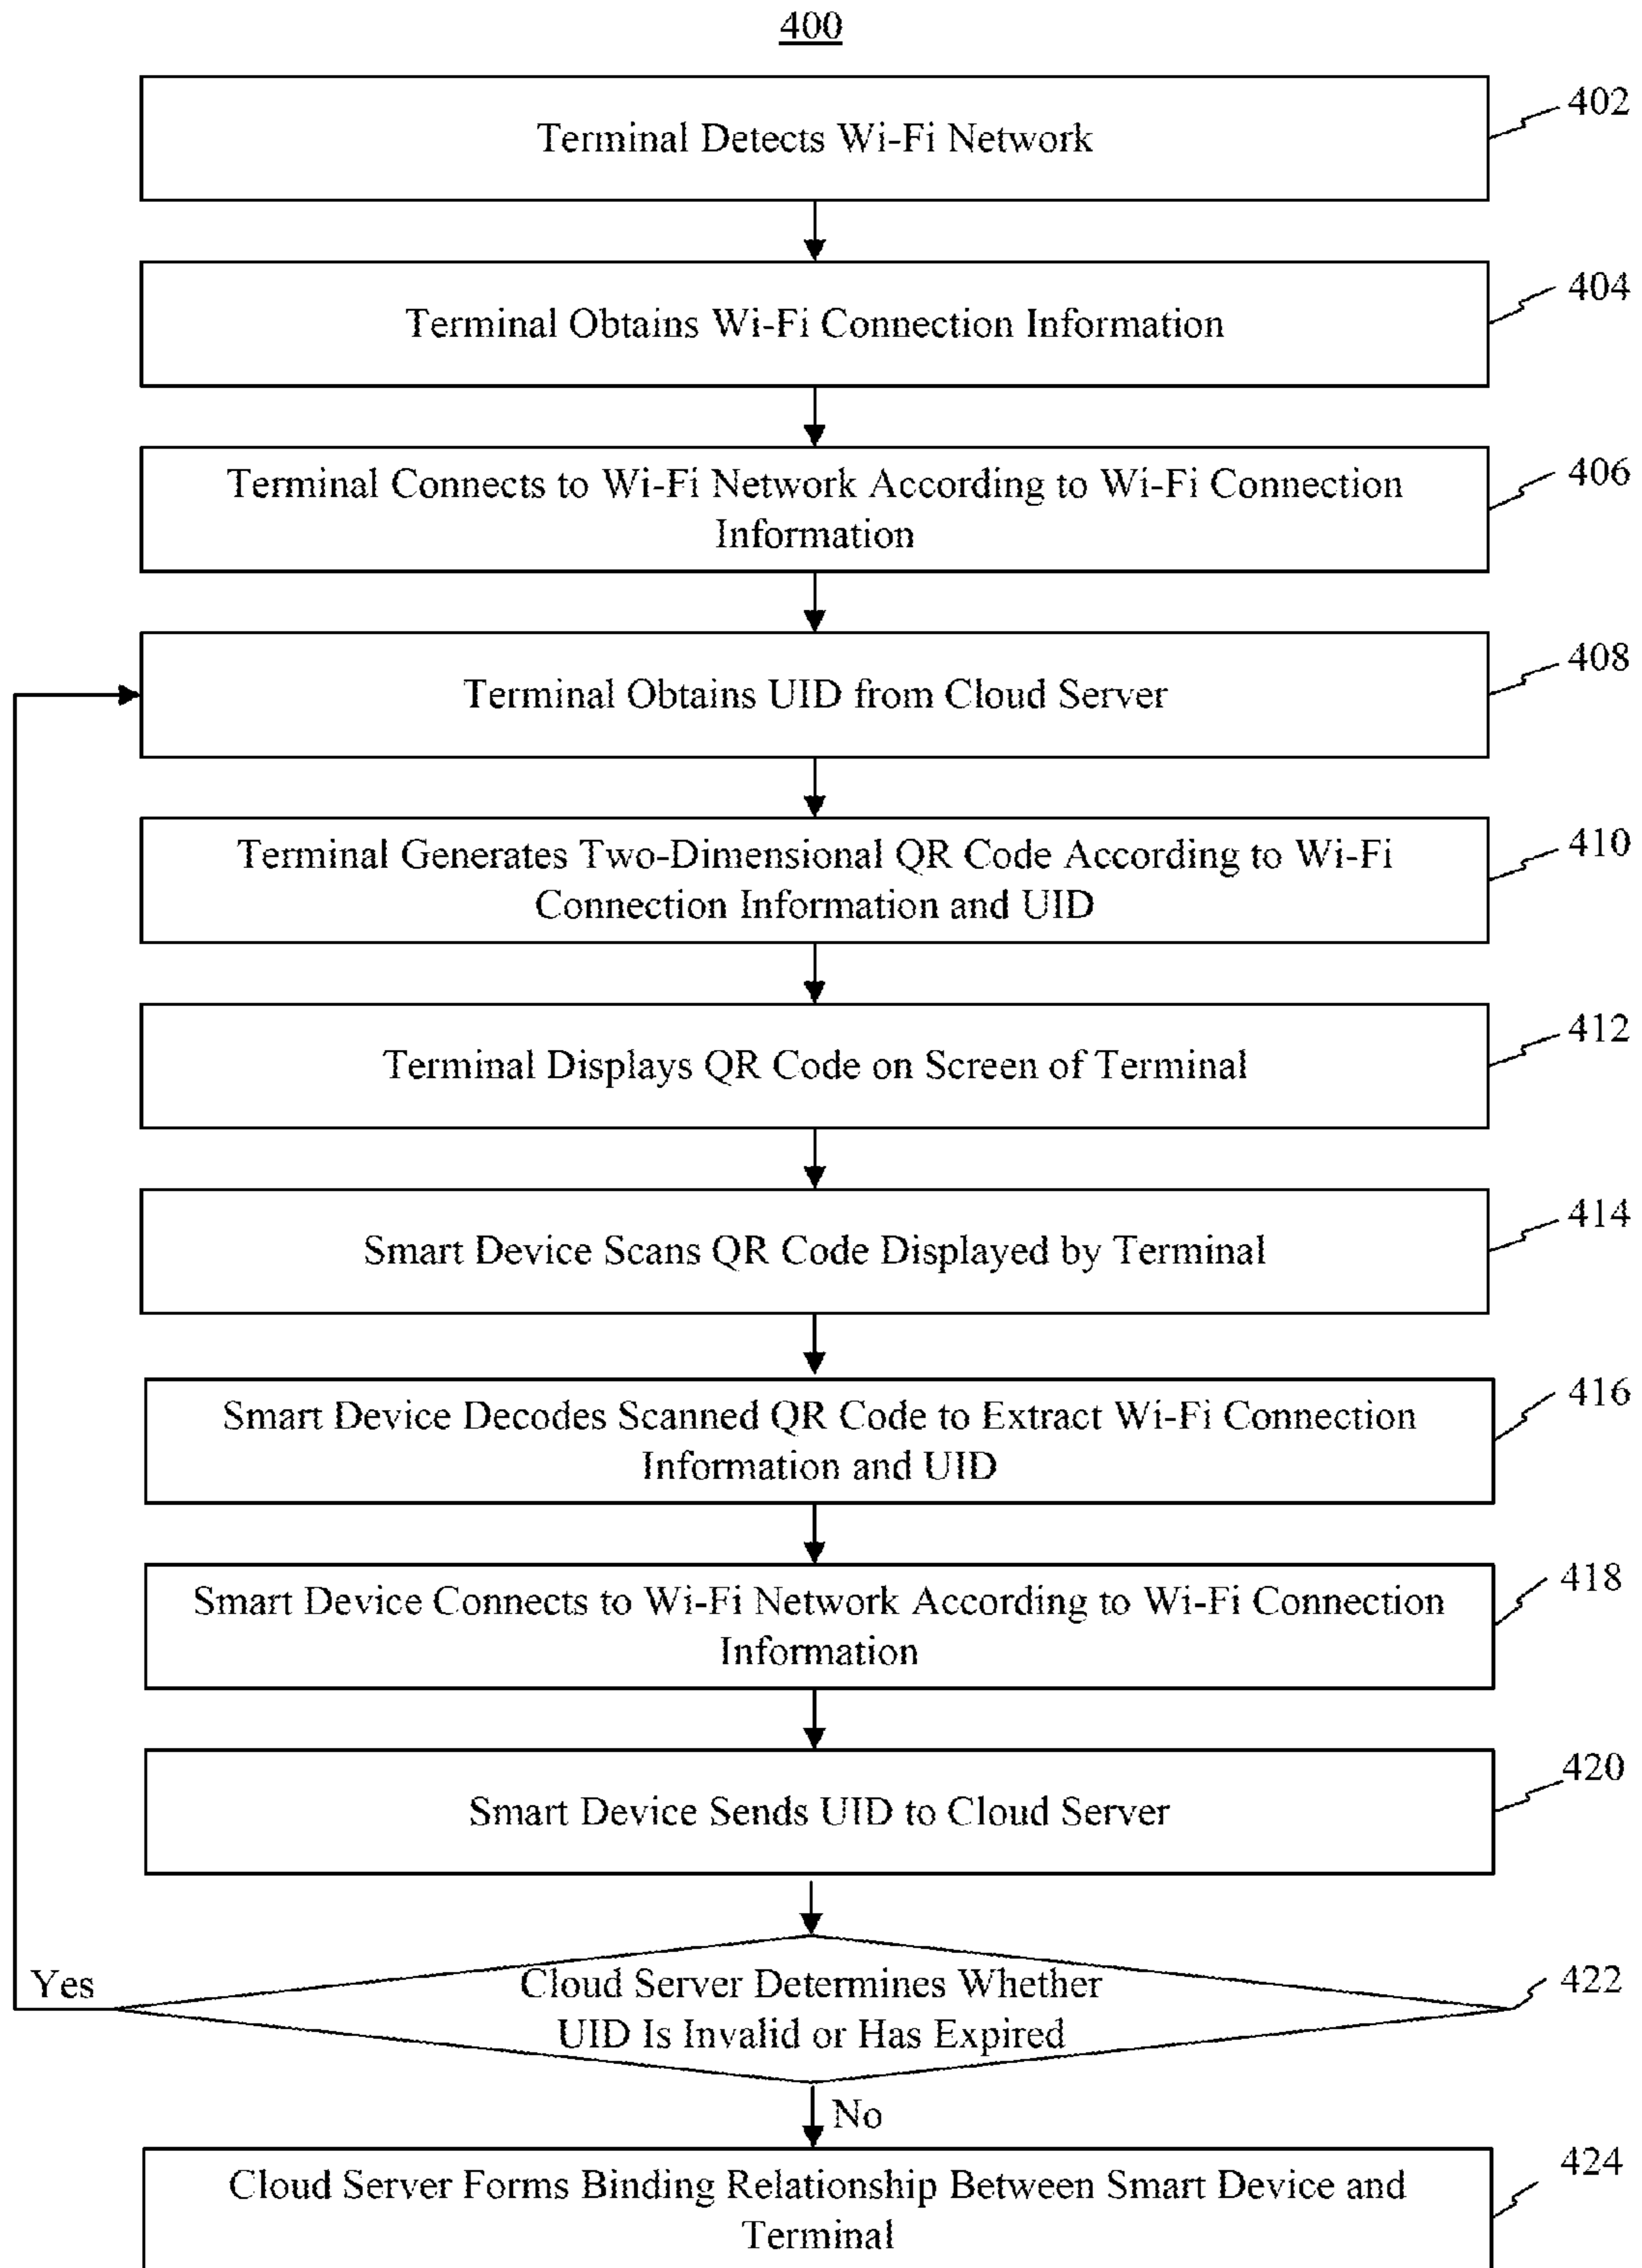 400
Terminal Detects Wi-Fi Network
402
Terminal Obtains Wi-Fi Connection Information
404
Terminal Connects to Wi-Fi Network According to Wi-Fi Connection
Information
406
Terminal Obtains UID from Cloud Server
408
Terminal Generates Two-Dimensional QR Code According to Wi-Fi
Connection Information and UID
410
Terminal Displays QR Code on Screen of Terminal
412
Smart Device Scans QR Code Displayed by Terminal
414
Smart Device Decodes Scanned QR Code to Extract Wi-Fi Connection
Information and UID
416
Smart Device Connects to Wi-Fi Network According to Wi-Fi Connection
Information
418
Smart Device Sends UID to Cloud Server
420
Yes
Cloud Server Determines Whether
UID Is Invalid or Has Expired
422
No
Cloud Server Forms Binding Relationship Between Smart Device and
Terminal
424